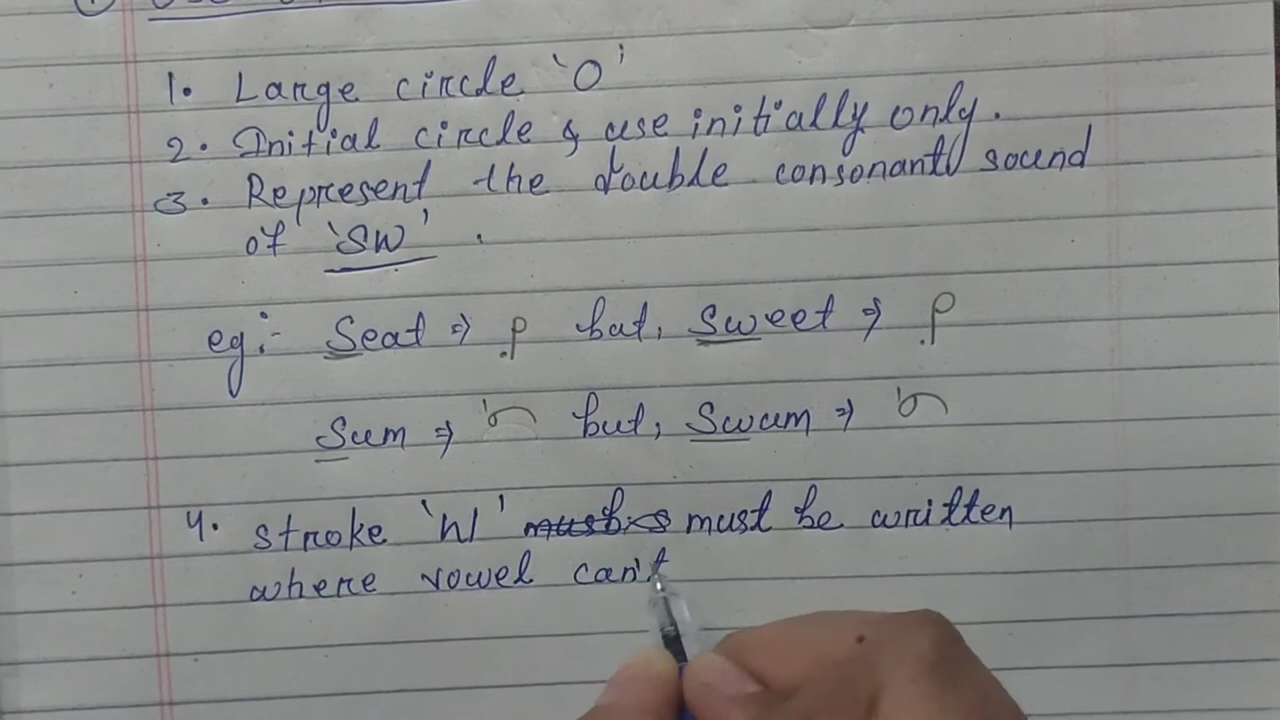 1. Large circle 'O'
2. Initial circle & use initially only.
3. Represent the double consonant sound
of 'SW'.
eg:- Seat ⇒ but, Sweet ⇒
Sum ⇒ but, Swum ⇒
4. Stroke 'W' must be written
where vowel can't